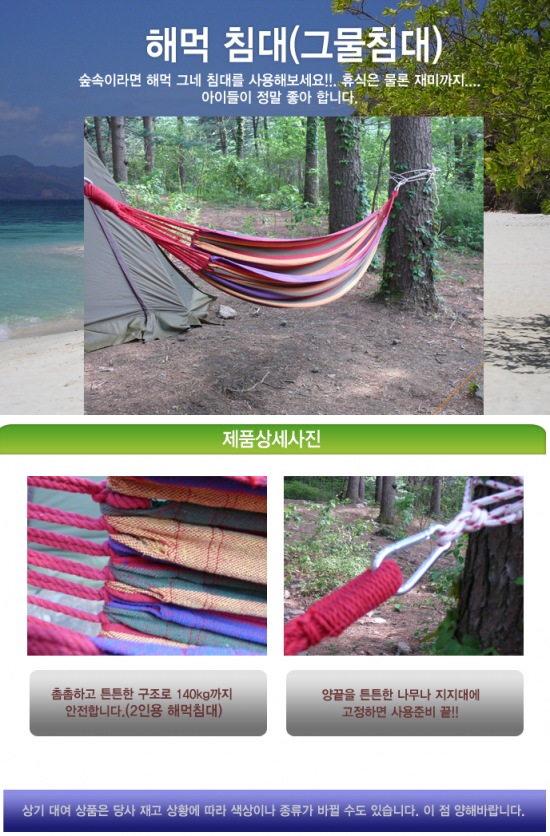 해먹 침대(그물침대)
숲속이라면 해먹 그네 침대를 사용해보세요!!. 휴식은 물론 재미까지....
아이들이 정말 좋아 합니다.
제품상세사진
촘촘하고 튼튼한 구조로 140kg까지
안전합니다.(2인용 해먹침대)
양끝을 튼튼한 나무나 지지대에
고정하면 사용준비 끝!!
상기 대여 상품은 당사 재고 상황에 따라 색상이나 종류가 바뀔 수도 있습니다. 이 점 양해바랍니다.